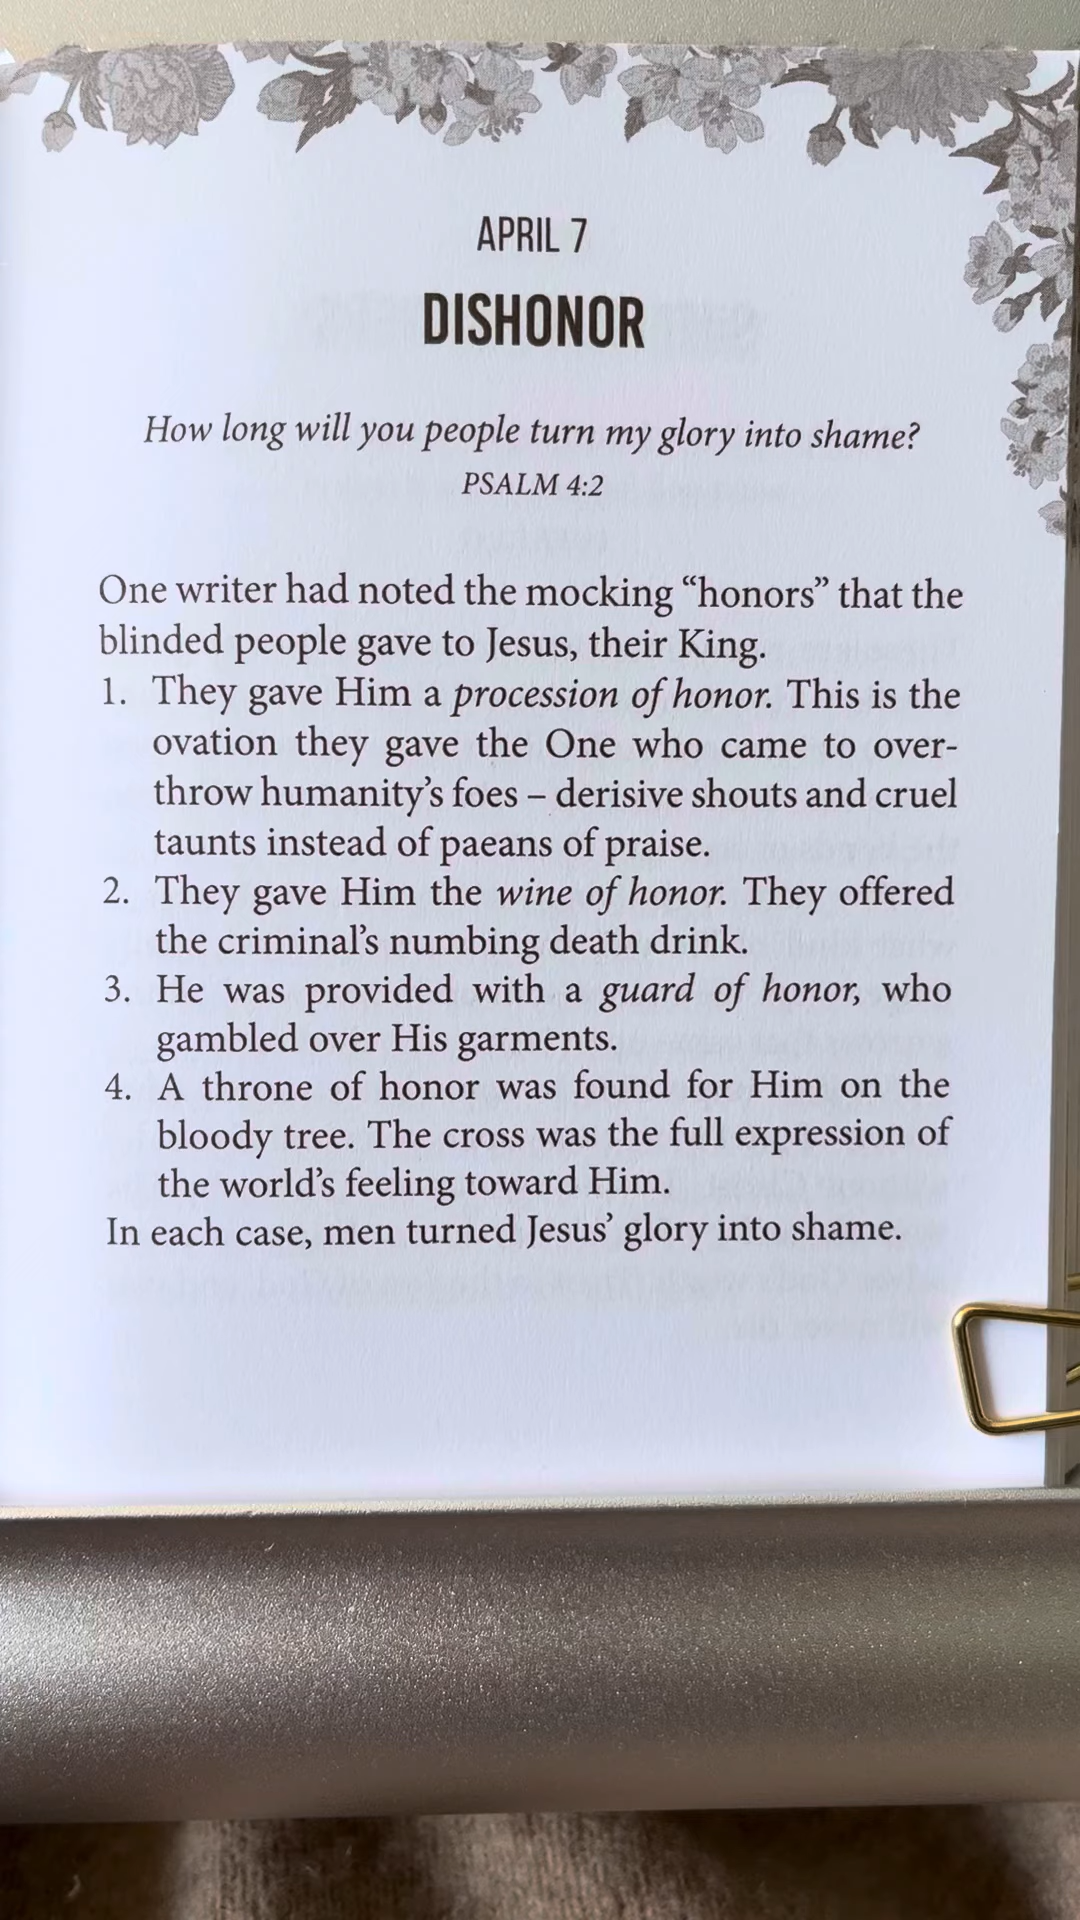 APRIL 7
DISHONOR
How long will you people turn my glory into shame?
PSALM 4:2
One writer had noted the mocking “honors” that the
blinded people gave to Jesus, their King.
1. They gave Him a procession of honor. This is the
ovation they gave the One who came to over-
throw humanity’s foes – derisive shouts and cruel
taunts instead of paeans of praise.
2. They gave Him the wine of honor. They offered
the criminal’s numbing death drink.
3. He was provided with a guard of honor, who
gambled over His garments.
4. A throne of honor was found for Him on the
bloody tree. The cross was the full expression of
the world’s feeling toward Him.
In each case, men turned Jesus’ glory into shame.